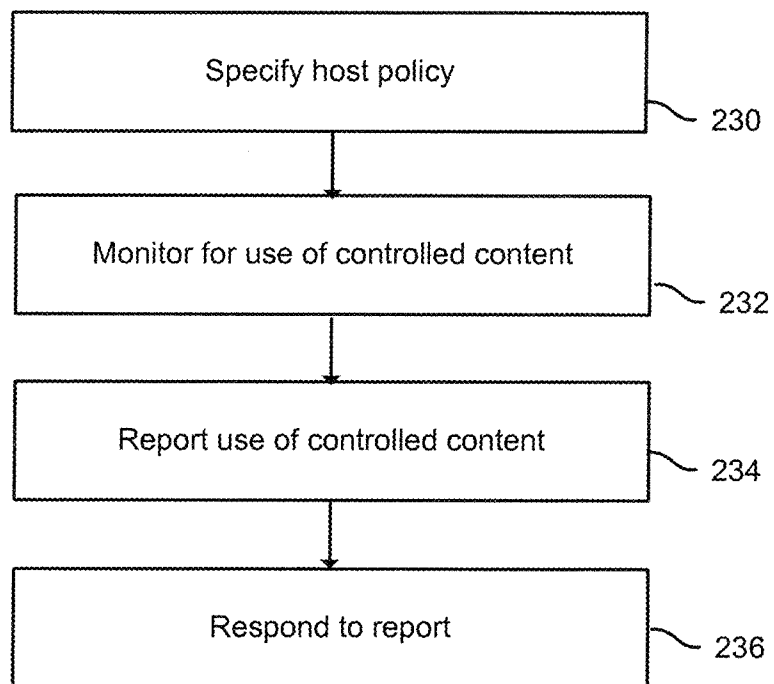 Specify host policy
230
Monitor for use of controlled content
232
Report use of controlled content
234
Respond to report
236